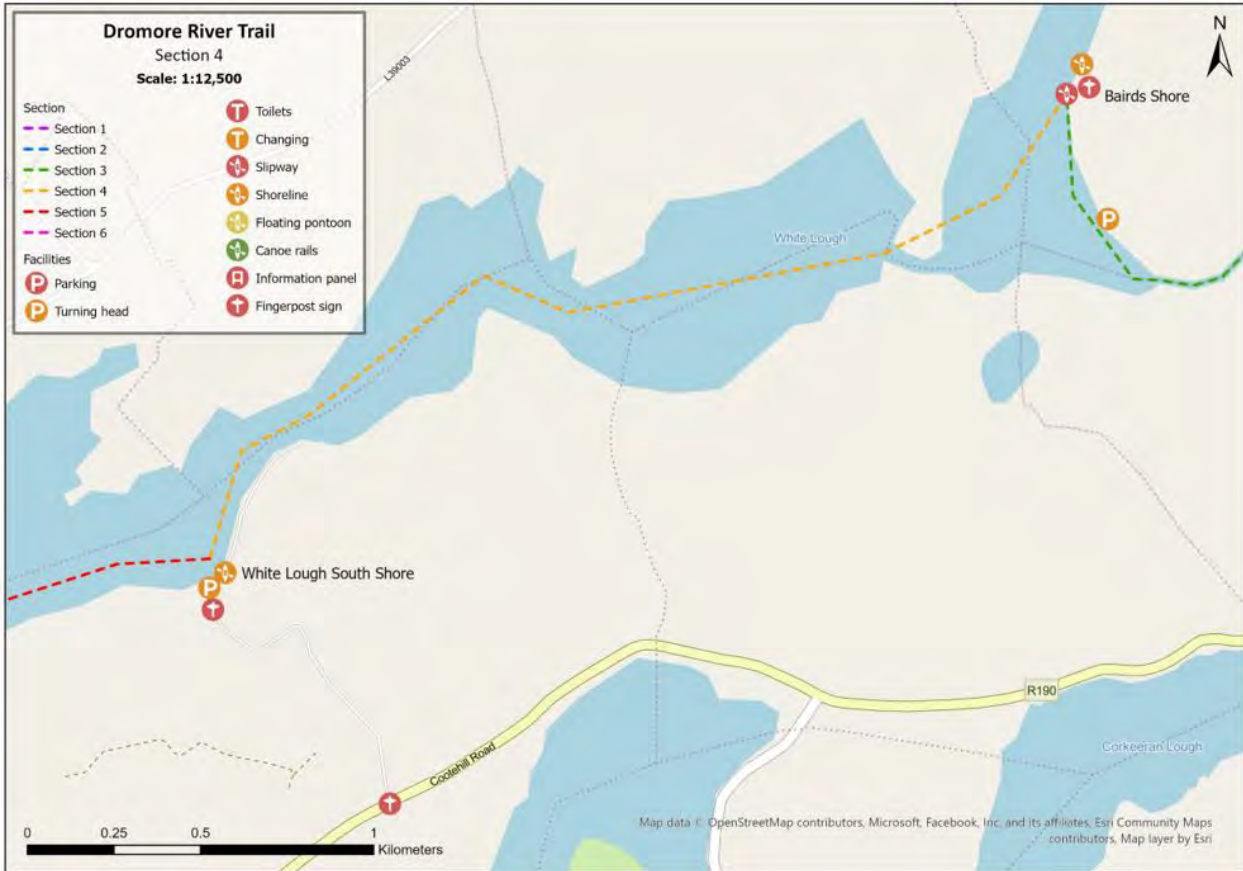 Dromore River Trail
Section 4
Scale: 1:12,500
Section
Section 1
Section 2
Section 3
Section 4
Section 5
Section 6
Facilities
P Parking
P Turning head
T Toilets
T Changing
Slipway
Shoreline
Floating pontoon
Canoe rails
Information panel
Fingerpost sign
L39003
N
Bairds Shore
P
White Lough
White Lough South Shore
P
R190
Cootehill Road
Corkeeran Lough
0 0.25 0.5 1
Kilometers
Map data © OpenStreetMap contributors, Microsoft, Facebook, Inc. and its affiliates, Esri Community Maps
contributors, Map layer by Esri